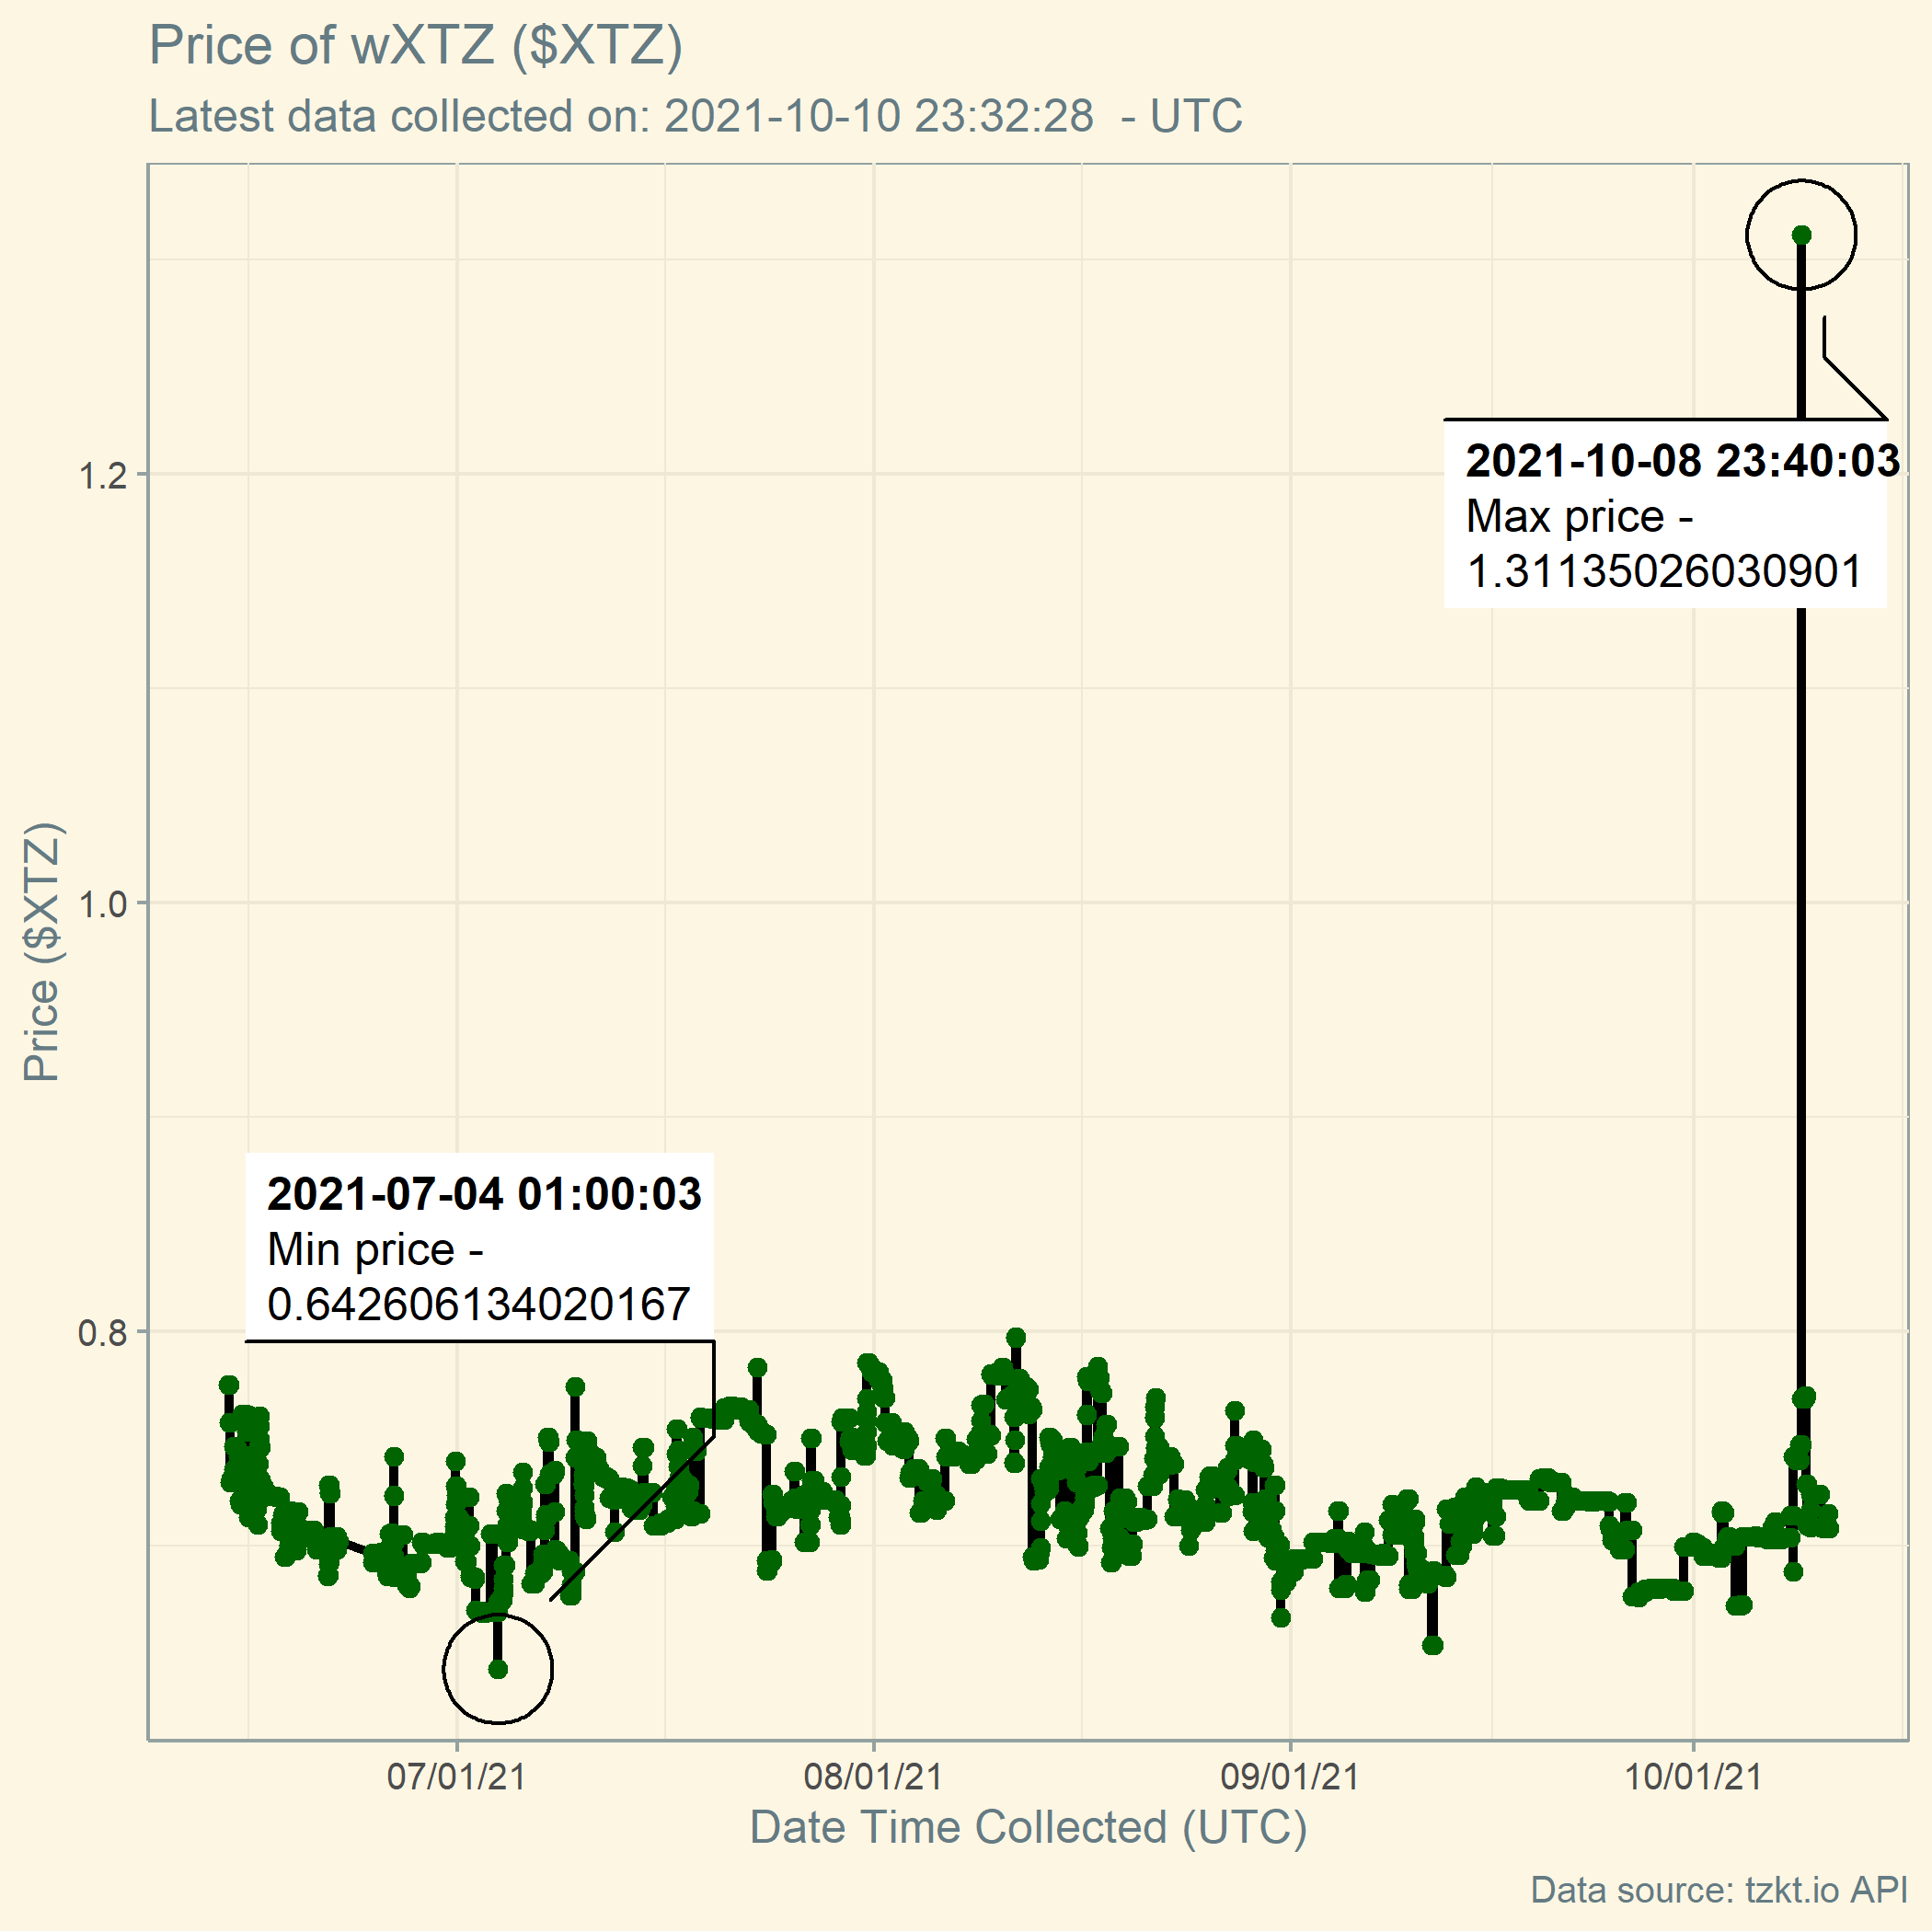 Price of wXTZ ($XTZ)
Latest data collected on: 2021-10-10 23:32:28  - UTC
2021-10-08 23:40:03
Max price -
1.31135026030901
1.2
1.0
0.8
Price ($XTZ)
2021-07-04 01:00:03
Min price -
0.642606134020167
07/01/21
08/01/21
09/01/21
10/01/21
Date Time Collected (UTC)
Data source: tzkt.io API